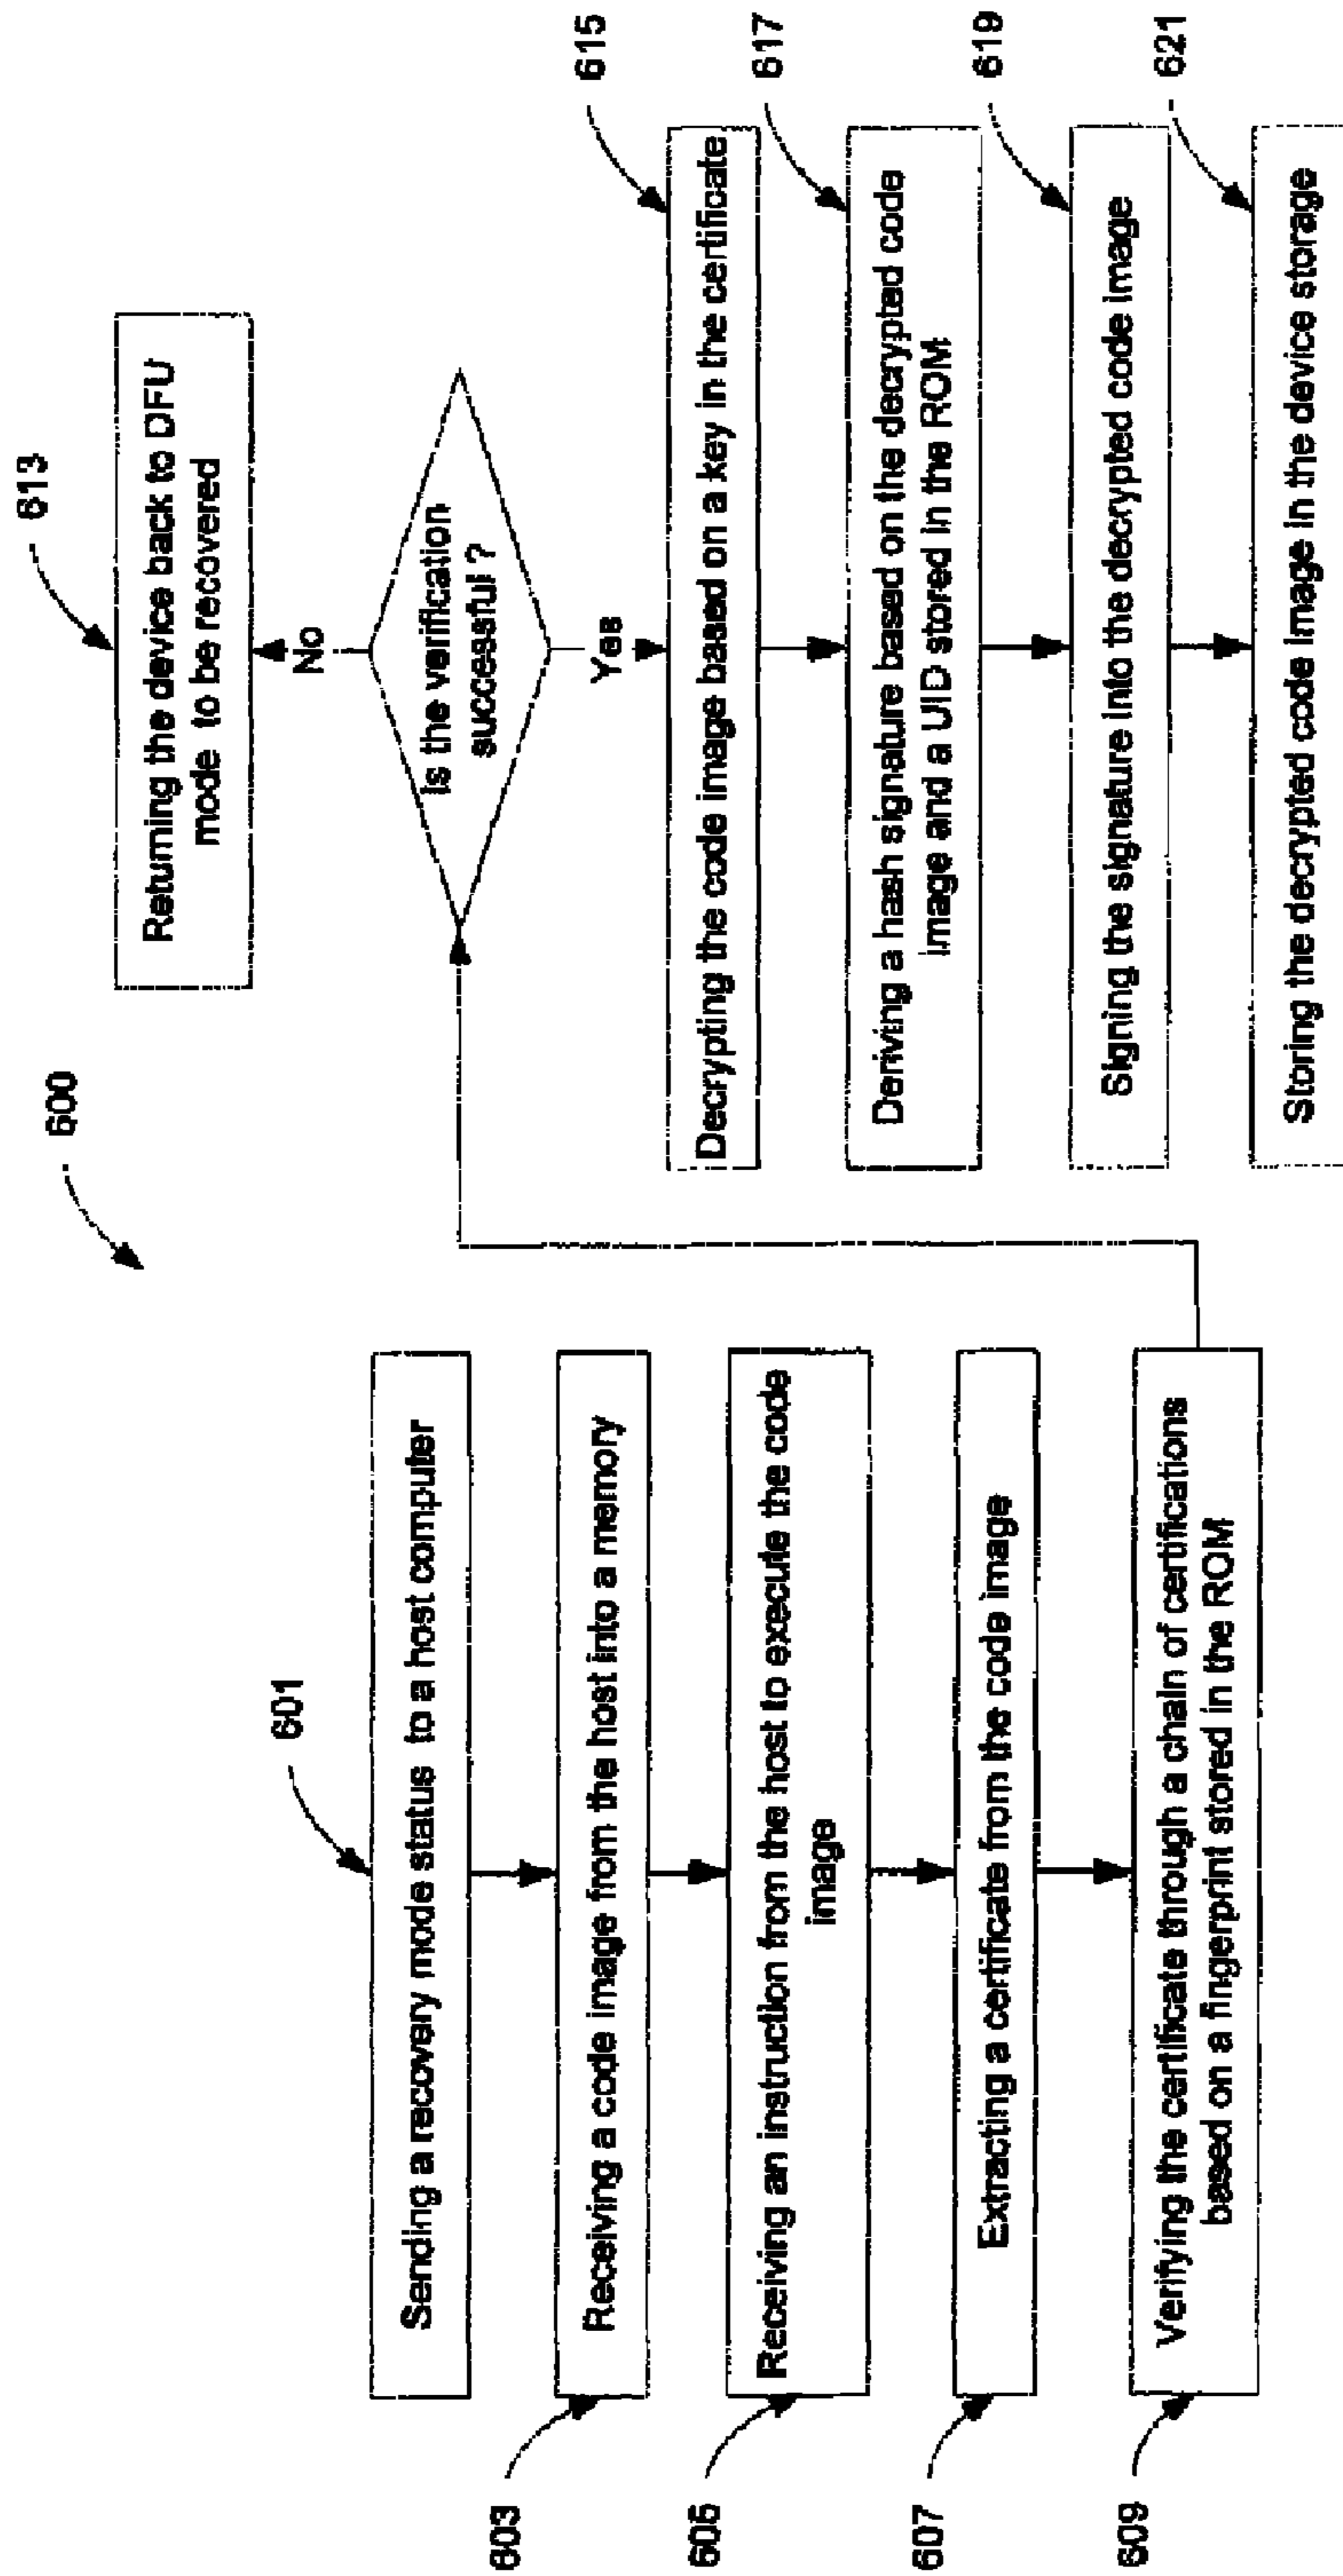 600
601
Sending a recovery mode status to a host computer
603
Receiving a code image from the host into a memory
605
Receiving an instruction from the host to execute the code
image
607
Extracting a certificate from the code image
609
Verifying the certificate through a chain of certifications
based on a fingerprint stored in the ROM
613
Returning the device back to DFU
mode to be recovered
No
Is the verification
successful ?
Yes
615
Decrypting the code image based on a key in the certificate
617
Deriving a hash signature based on the decrypted code
image and a UID stored in the ROM
619
Signing the signature into the decrypted code image
621
Storing the decrypted code image in the device storage